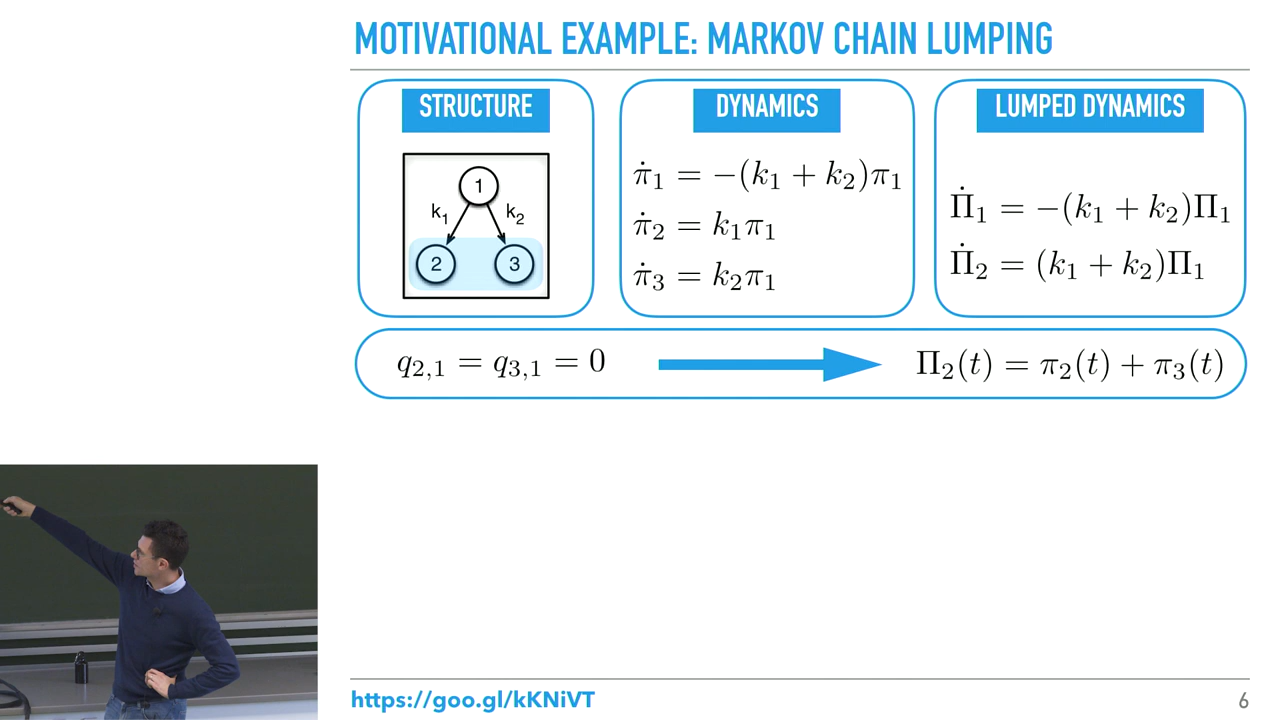 MOTIVATIONAL EXAMPLE: MARKOV CHAIN LUMPING
STRUCTURE
1
k₁ k₂
2 3
DYNAMICS
π̇₁ = −(k₁ + k₂)π₁
π̇₂ = k₁π₁
π̇₃ = k₂π₁
LUMPED DYNAMICS
Π̇₁ = −(k₁ + k₂)Π₁
Π̇₂ = (k₁ + k₂)Π₁
q₂,₁ = q₃,₁ = 0
Π₂(t) = π₂(t) + π₃(t)
https://goo.gl/kKNiVT
6